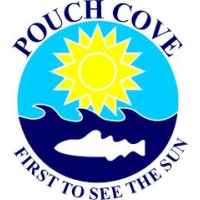 POUCH COVE
FIRST TO SEE THE SUN